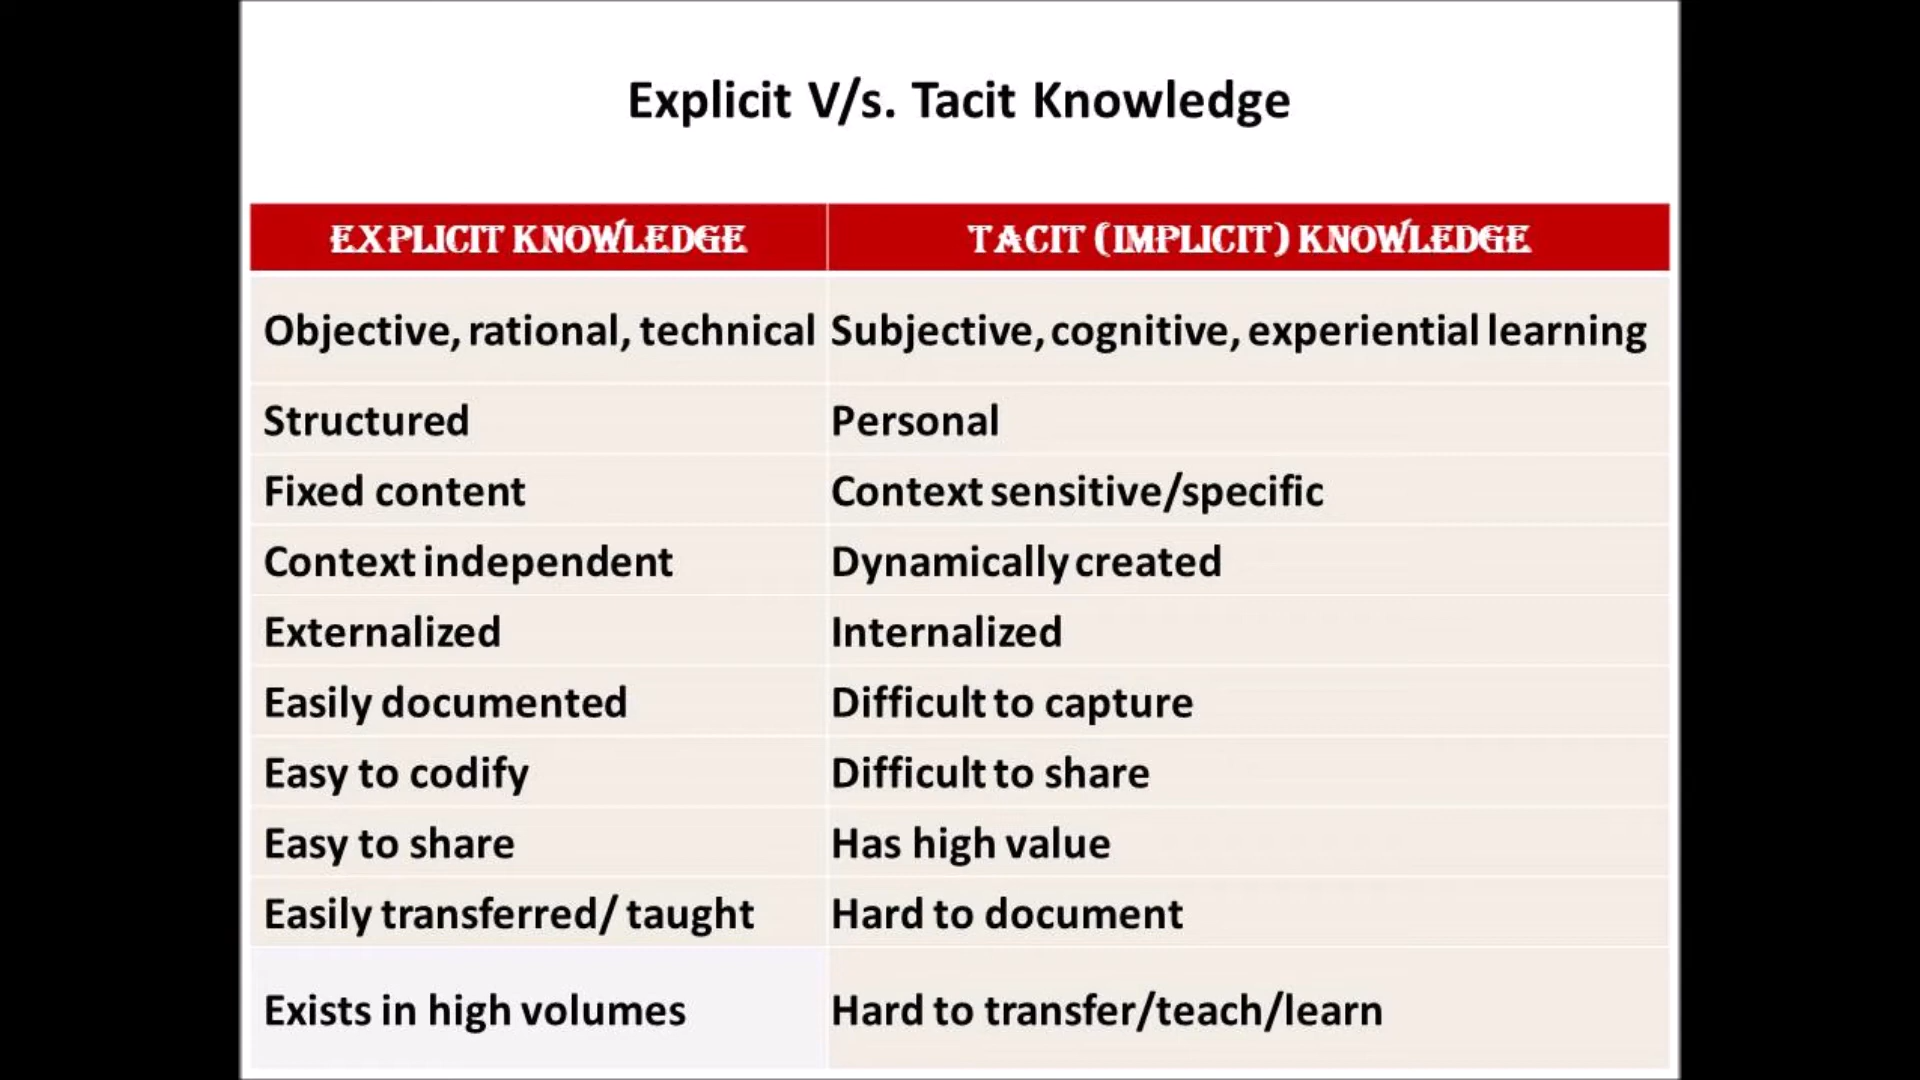 Explicit V/s. Tacit Knowledge
EXPLICIT KNOWLEDGE TACIT (IMPLICIT) KNOWLEDGE
Objective, rational, technical Subjective, cognitive, experiential learning
Structured Personal
Fixed content Context sensitive/specific
Context independent Dynamically created
Externalized Internalized
Easily documented Difficult to capture
Easy to codify Difficult to share
Easy to share Has high value
Easily transferred/ taught Hard to document
Exists in high volumes Hard to transfer/teach/learn